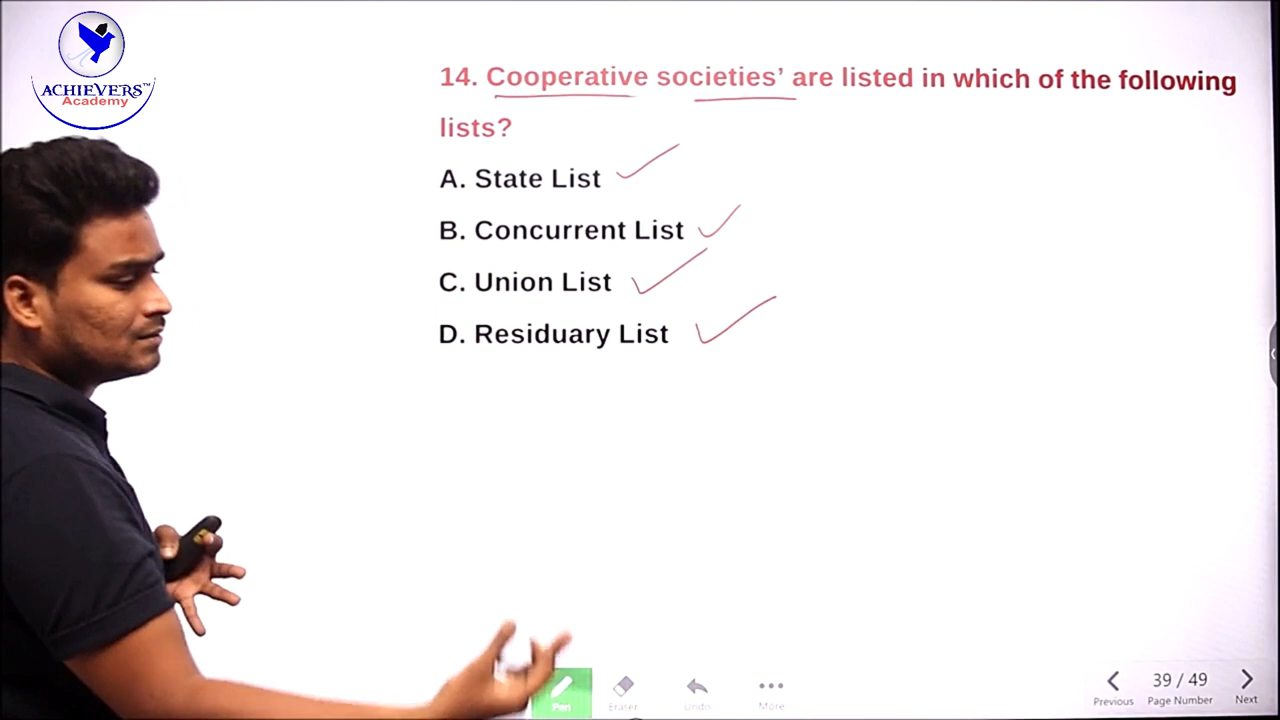 ACHIEVERS™
Academy
14. Cooperative societies’ are listed in which of the following
lists?
A. State List
B. Concurrent List
C. Union List
D. Residuary List
Pen
Eraser
Undo
More
Previous
39 / 49
Page Number
Next